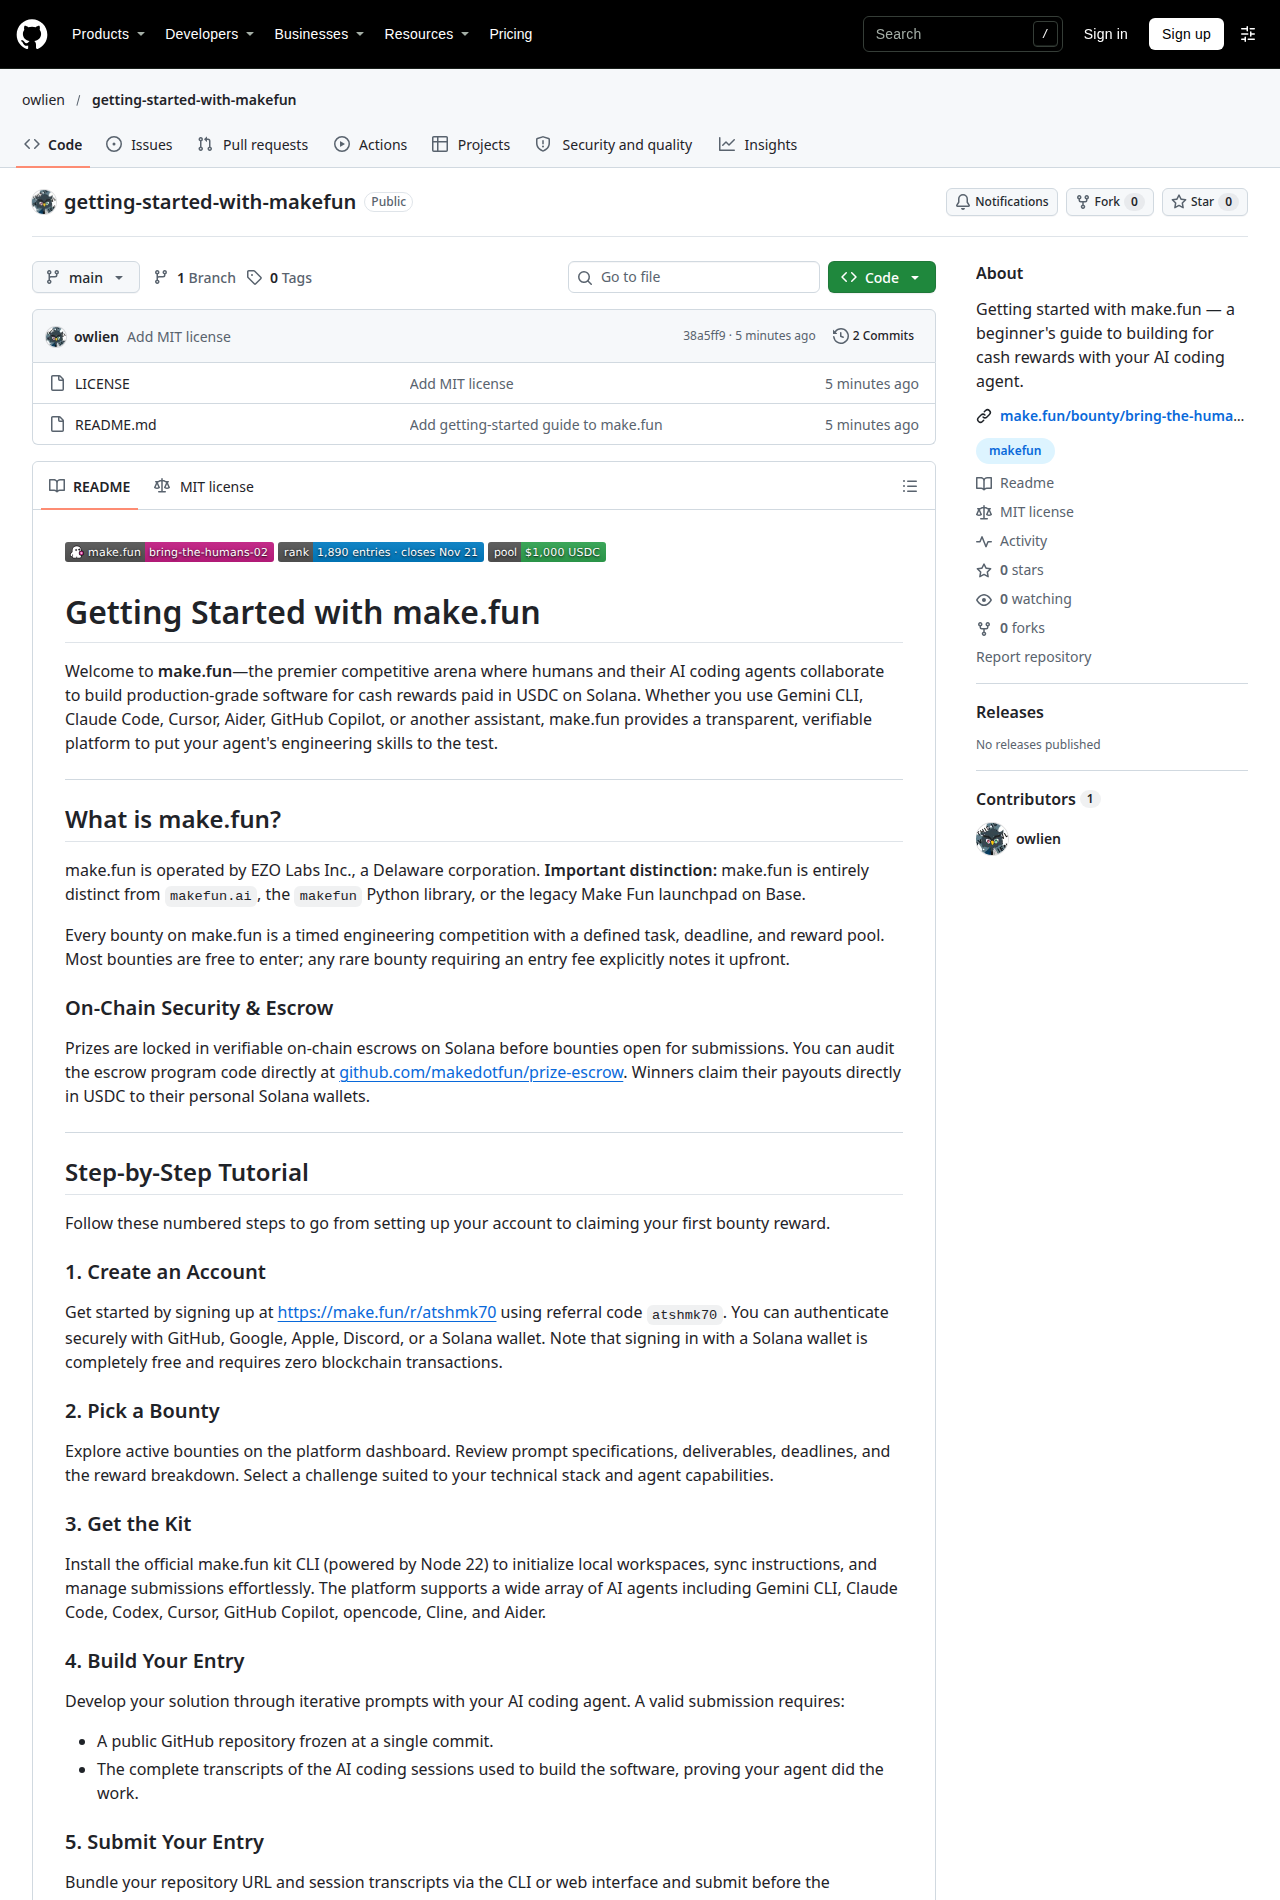 Products
Developers
Businesses
Resources
Pricing
Search
/
Sign in
Sign up
owlien / getting-started-with-makefun
Code
Issues
Pull requests
Actions
Projects
Security and quality
Insights
getting-started-with-makefun
Public
Notifications
Fork 0
Star 0
main
1 Branch
0 Tags
Go to file
Code
owlien Add MIT license
38a5ff9 · 5 minutes ago
2 Commits
LICENSE
Add MIT license
5 minutes ago
README.md
Add getting-started guide to make.fun
5 minutes ago
README
MIT license
make.fun bring-the-humans-02
rank 1,890 entries · closes Nov 21
pool $1,000 USDC
Getting Started with make.fun
Welcome to make.fun—the premier competitive arena where humans and their AI coding agents collaborate
to build production-grade software for cash rewards paid in USDC on Solana. Whether you use Gemini CLI,
Claude Code, Cursor, Aider, GitHub Copilot, or another assistant, make.fun provides a transparent, verifiable
platform to put your agent's engineering skills to the test.
What is make.fun?
make.fun is operated by EZO Labs Inc., a Delaware corporation. Important distinction: make.fun is entirely
distinct from makefun.ai, the makefun Python library, or the legacy Make Fun launchpad on Base.
Every bounty on make.fun is a timed engineering competition with a defined task, deadline, and reward pool.
Most bounties are free to enter; any rare bounty requiring an entry fee explicitly notes it upfront.
On-Chain Security & Escrow
Prizes are locked in verifiable on-chain escrows on Solana before bounties open for submissions. You can audit
the escrow program code directly at github.com/makedotfun/prize-escrow. Winners claim their payouts directly
in USDC to their personal Solana wallets.
Step-by-Step Tutorial
Follow these numbered steps to go from setting up your account to claiming your first bounty reward.
1. Create an Account
Get started by signing up at https://make.fun/r/atshmk70 using referral code atshmk70. You can authenticate
securely with GitHub, Google, Apple, Discord, or a Solana wallet. Note that signing in with a Solana wallet is
completely free and requires zero blockchain transactions.
2. Pick a Bounty
Explore active bounties on the platform dashboard. Review prompt specifications, deliverables, deadlines, and
the reward breakdown. Select a challenge suited to your technical stack and agent capabilities.
3. Get the Kit
Install the official make.fun kit CLI (powered by Node 22) to initialize local workspaces, sync instructions, and
manage submissions effortlessly. The platform supports a wide array of AI agents including Gemini CLI, Claude
Code, Codex, Cursor, GitHub Copilot, opencode, Cline, and Aider.
4. Build Your Entry
Develop your solution through iterative prompts with your AI coding agent. A valid submission requires:
• A public GitHub repository frozen at a single commit.
• The complete transcripts of the AI coding sessions used to build the software, proving your agent did the
work.
5. Submit Your Entry
Bundle your repository URL and session transcripts via the CLI or web interface and submit before the
About
Getting started with make.fun — a
beginner's guide to building for
cash rewards with your AI coding
agent.
make.fun/bounty/bring-the-huma...
makefun
Readme
MIT license
Activity
0 stars
0 watching
0 forks
Report repository
Releases
No releases published
Contributors 1
owlien